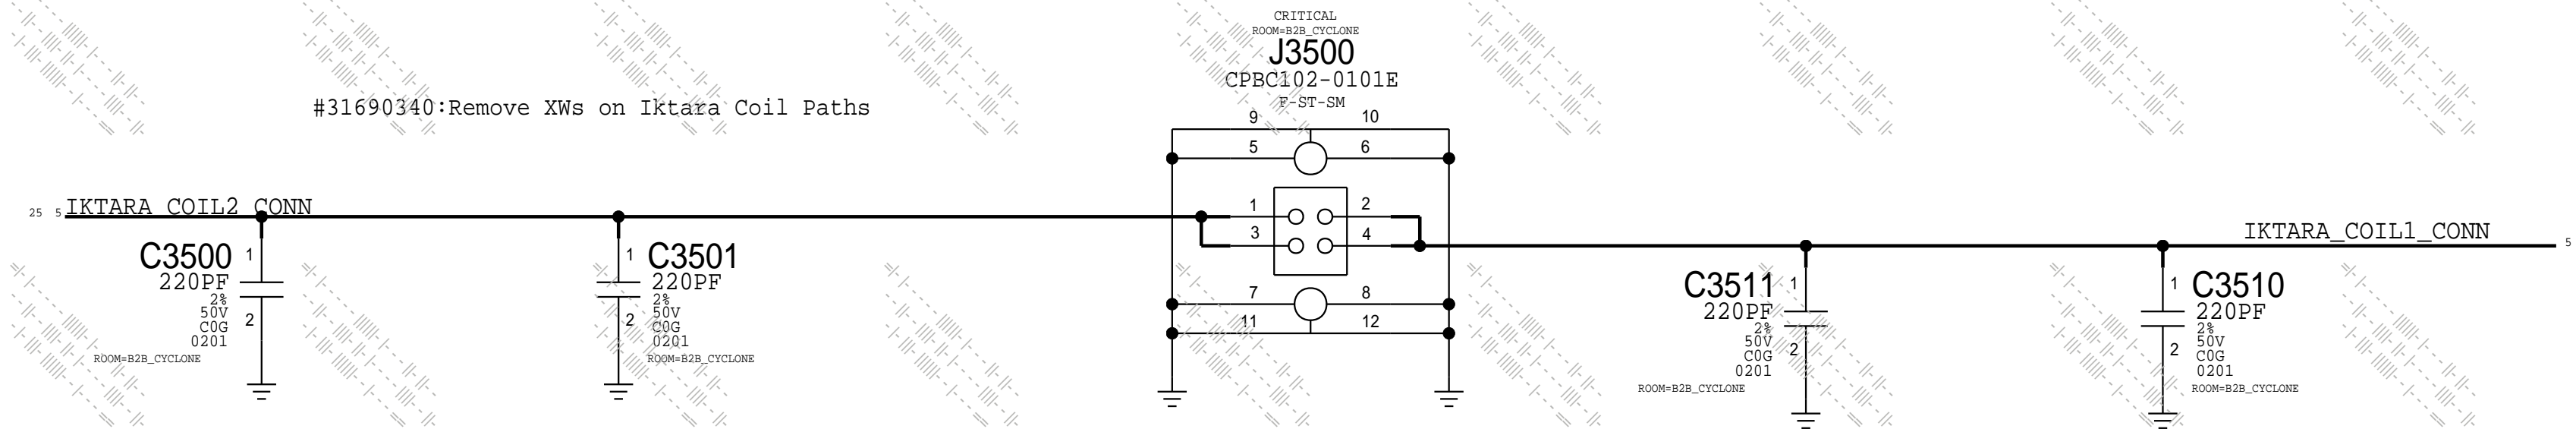 CRITICAL
ROOM=B2B_CYCLONE
J3500
CPBC102-0101E
F-ST-SM
#31690340:Remove XWs on Iktara Coil Paths
9 10
5 6
25 5 IKTARA_COIL2_CONN
1 2
3 4
IKTARA_COIL1_CONN 5
7 8
11 12
C3500 1
220PF
2%
50V
C0G
0201
2
ROOM=B2B_CYCLONE
1 C3501
220PF
2%
50V
C0G
0201
2
ROOM=B2B_CYCLONE
C3511 1
220PF
2%
50V
C0G
0201
2
ROOM=B2B_CYCLONE
1 C3510
220PF
2%
50V
C0G
0201
2
ROOM=B2B_CYCLONE